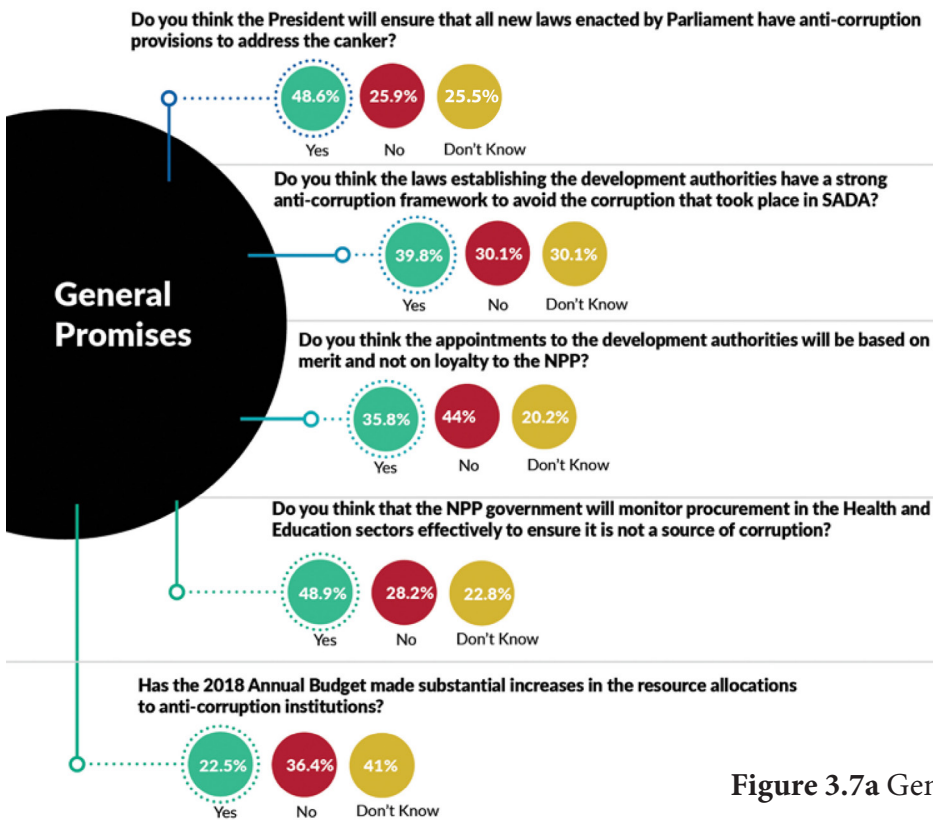 Do you think the President will ensure that all new laws enacted by Parliament have anti-corruption
provisions to address the canker?
48.6% 25.9% 25.5%
Yes No Don't Know
Do you think the laws establishing the development authorities have a strong
anti-corruption framework to avoid the corruption that took place in SADA?
39.8% 30.1% 30.1%
Yes No Don't Know
General
Promises
Do you think the appointments to the development authorities will be based on
merit and not on loyalty to the NPP?
35.8% 44% 20.2%
Yes No Don't Know
Do you think that the NPP government will monitor procurement in the Health and
Education sectors effectively to ensure it is not a source of corruption?
48.9% 28.2% 22.8%
Yes No Don't Know
Has the 2018 Annual Budget made substantial increases in the resource allocations
to anti-corruption institutions?
22.5% 36.4% 41%
Yes No Don't Know
Figure 3.7a Gen